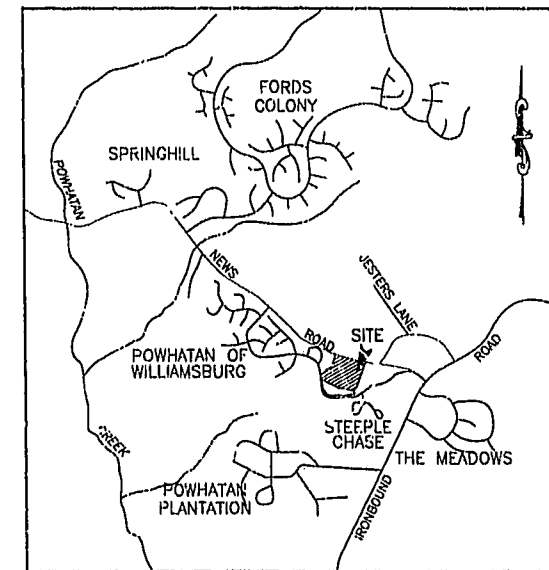 FORDS
COLONY
SPRINGHILL
POWHATAN
NEWS
JESTERS LANE
ROAD
SITE
ROAD
POWHATAN OF
WILLIAMSBURG
STEEPLE
CHASE
CREEK
THE MEADOWS
POWHATAN
PLANTATION
IRONBOUND